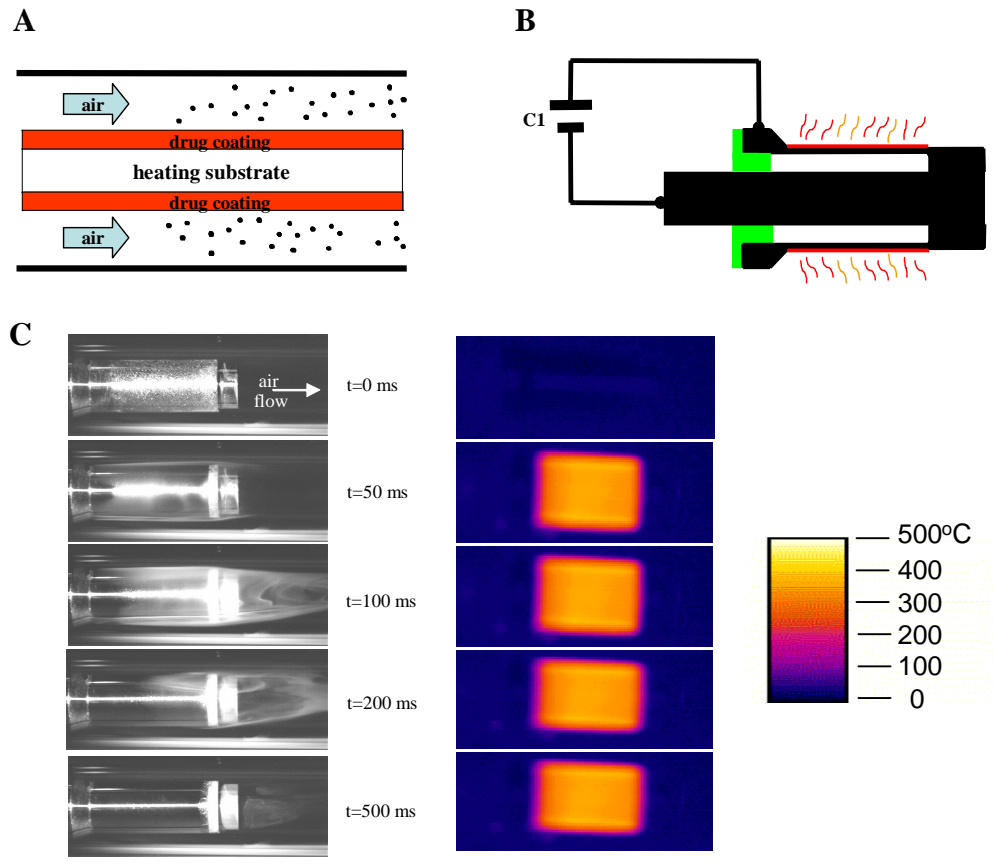 A
air
drug coating
heating substrate
drug coating
air
B
C1
C
air
flow
t=0 ms
t=50 ms
t=100 ms
t=200 ms
t=500 ms
500ºC
400
300
200
100
0